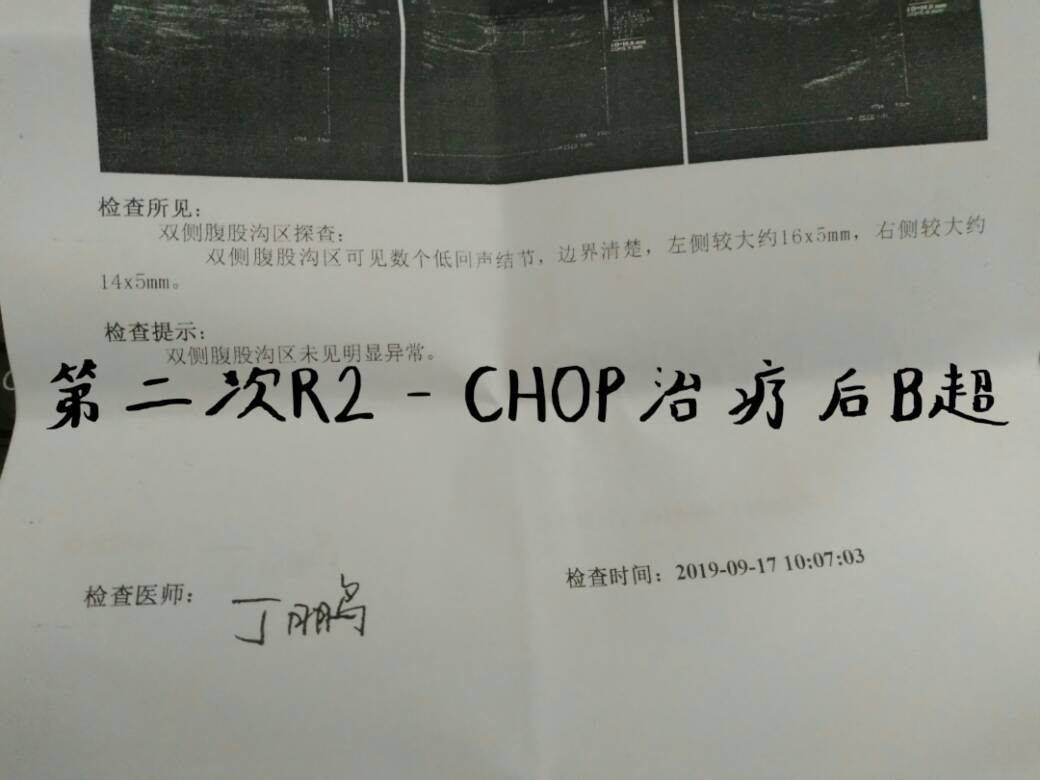 检查所见：
双侧腹股沟区探查：
双侧腹股沟区可见数个低回声结节，边界清楚，左侧较大约16x5mm，右侧较大约
14x5mm。
检查提示：
双侧腹股沟区未见明显异常。
第二次R2-CHOP治疗后B超
检查医师：丁鹏
检查时间：2019-09-17 10:07:03